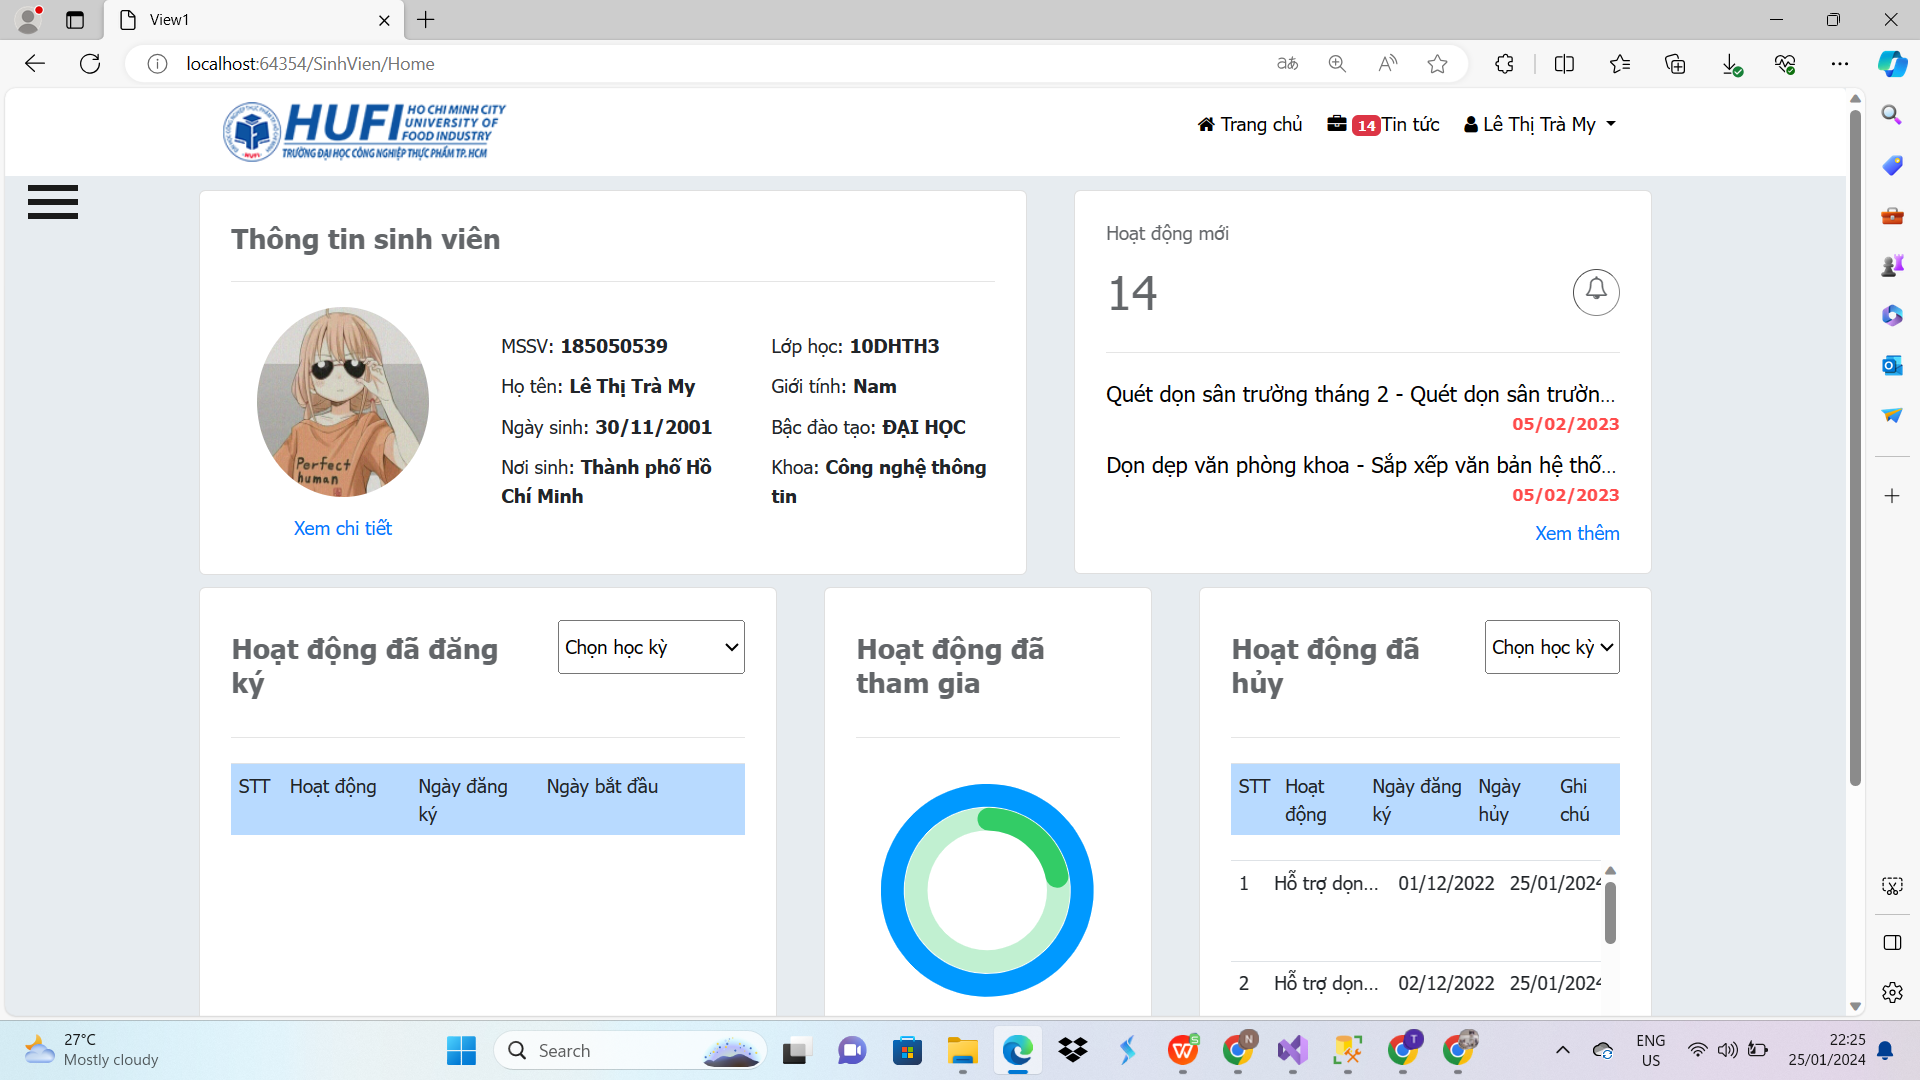 View1
localhost:64354/SinhVien/Home
HUFI HO CHI MINH CITY
UNIVERSITY OF
FOOD INDUSTRY
TRƯỜNG ĐẠI HỌC CÔNG NGHIỆP THỰC PHẨM TP. HCM
Trang chủ 14 Tin tức Lê Thị Trà My
Thông tin sinh viên
Perfect
human
MSSV: 185050539
Họ tên: Lê Thị Trà My
Ngày sinh: 30/11/2001
Nơi sinh: Thành phố Hồ
Chí Minh
Lớp học: 10DHTH3
Giới tính: Nam
Bậc đào tạo: ĐẠI HỌC
Khoa: Công nghệ thông
tin
Xem chi tiết
Hoạt động mới
14
Quét dọn sân trường tháng 2 - Quét dọn sân trườn...
05/02/2023
Dọn dẹp văn phòng khoa - Sắp xếp văn bản hệ thố...
05/02/2023
Xem thêm
Hoạt động đã đăng
ký
Chọn học kỳ
STT Hoạt động Ngày đăng
ký Ngày bắt đầu
Hoạt động đã
tham gia
Hoạt động đã
hủy
Chọn học kỳ
STT Hoạt
động Ngày đăng
ký Ngày
hủy Ghi
chú
1 Hỗ trợ dọn... 01/12/2022 25/01/2024
2 Hỗ trợ dọn... 02/12/2022 25/01/2024
27°C
Mostly cloudy
Search
ENG
US
22:25
25/01/2024